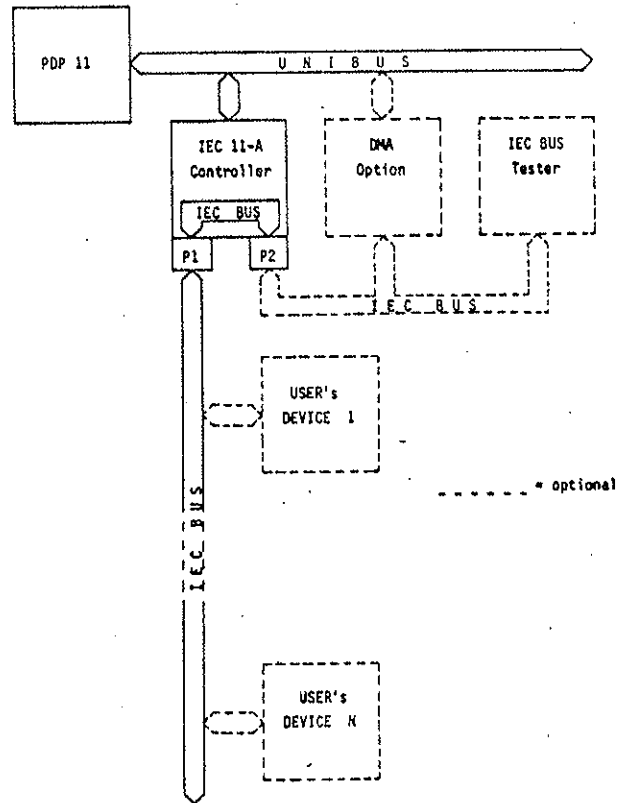 PDP 11
U N I B U S
IEC 11-A
Controller
DMA
Option
IEC BUS
Tester
IEC BUS
P1
P2
I E C B U S
USER's
DEVICE 1
IEC BUS
- - - - - - = optional
USER's
DEVICE N